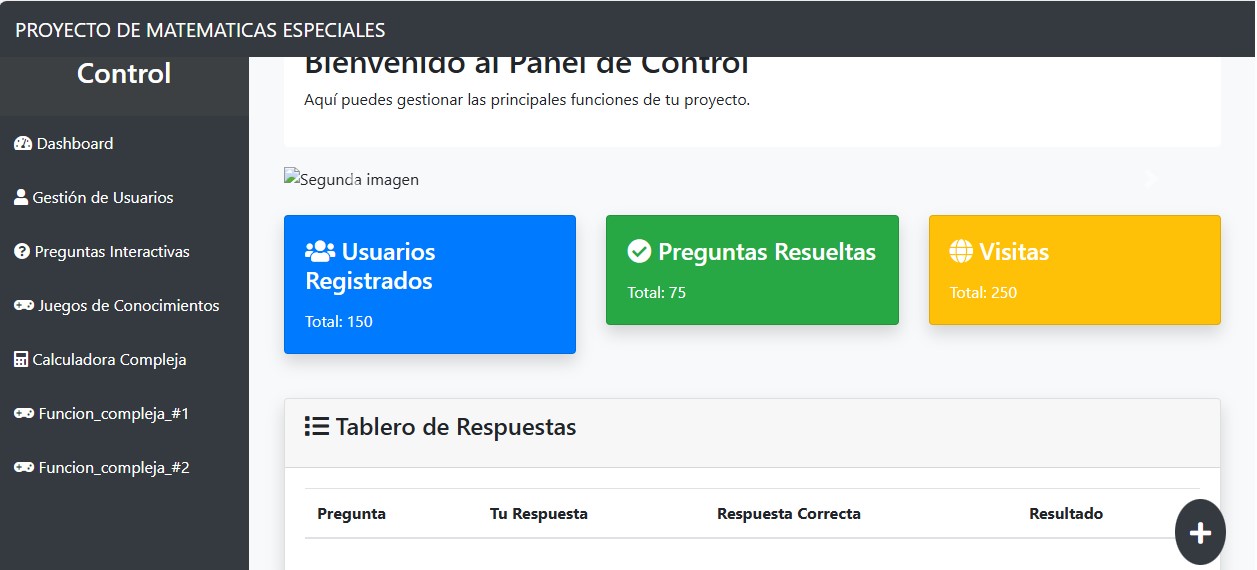 PROYECTO DE MATEMATICAS ESPECIALES
Control
Dashboard
Gestión de Usuarios
Preguntas Interactivas
Juegos de Conocimientos
Calculadora Compleja
Funcion_compleja_#1
Funcion_compleja_#2
Bienvenido al Panel de Control
Aquí puedes gestionar las principales funciones de tu proyecto.
Segunda imagen
Usuarios
Registrados
Total: 150
Preguntas Resueltas
Total: 75
Visitas
Total: 250
Tablero de Respuestas
Pregunta Tu Respuesta Respuesta Correcta Resultado